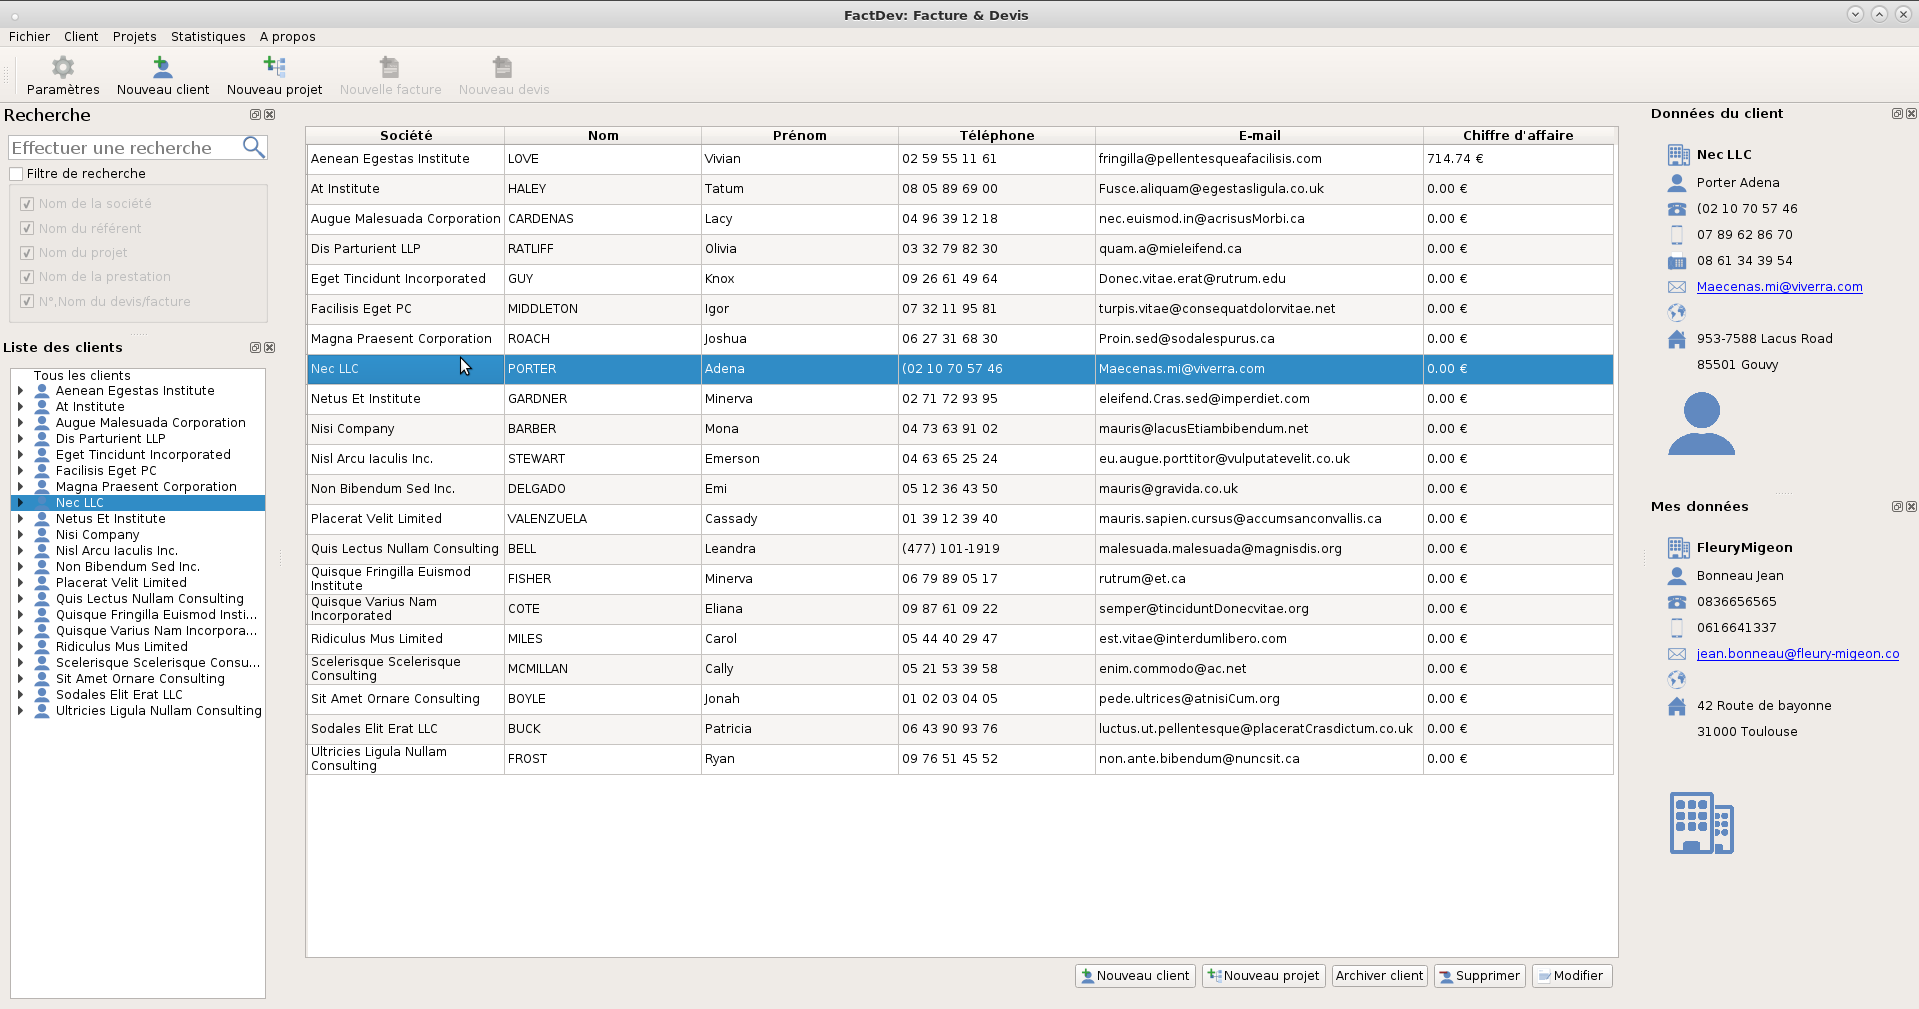 FactDev: Facture & Devis
Fichier Client Projets Statistiques A propos
Paramètres Nouveau client Nouveau projet Nouvelle facture Nouveau devis
Recherche
Effectuer une recherche
Filtre de recherche
Nom de la société
Nom du référent
Nom du projet
Nom de la prestation
N°,Nom du devis/facture
Liste des clients
Tous les clients
Aenean Egestas Institute
At Institute
Augue Malesuada Corporation
Dis Parturient LLP
Eget Tincidunt Incorporated
Facilisis Eget PC
Magna Praesent Corporation
Nec LLC
Netus Et Institute
Nisi Company
Nisl Arcu Iaculis Inc.
Non Bibendum Sed Inc.
Placerat Velit Limited
Quis Lectus Nullam Consulting
Quisque Fringilla Euismod Insti...
Quisque Varius Nam Incorpora...
Ridiculus Mus Limited
Scelerisque Scelerisque Consu...
Sit Amet Ornare Consulting
Sodales Elit Erat LLC
Ultricies Ligula Nullam Consulting
Société Nom Prénom Téléphone E-mail Chiffre d'affaire
Aenean Egestas Institute LOVE Vivian 02 59 55 11 61 fringilla@pellentesqueafacilisis.com 714.74 €
At Institute HALEY Tatum 08 05 89 69 00 Fusce.aliquam@egestasligula.co.uk 0.00 €
Augue Malesuada Corporation CARDENAS Lacy 04 96 39 12 18 nec.euismod.in@acrisusMorbi.ca 0.00 €
Dis Parturient LLP RATLIFF Olivia 03 32 79 82 30 quam.a@mieleifend.ca 0.00 €
Eget Tincidunt Incorporated GUY Knox 09 26 61 49 64 Donec.vitae.erat@rutrum.edu 0.00 €
Facilisis Eget PC MIDDLETON Igor 07 32 11 95 81 turpis.vitae@consequatdolorvitae.net 0.00 €
Magna Praesent Corporation ROACH Joshua 06 27 31 68 30 Proin.sed@sodalespurus.ca 0.00 €
Nec LLC PORTER Adena (02 10 70 57 46 Maecenas.mi@viverra.com 0.00 €
Netus Et Institute GARDNER Minerva 02 71 72 93 95 eleifend.Cras.sed@imperdiet.com 0.00 €
Nisi Company BARBER Mona 04 73 63 91 02 mauris@lacusEtiambibendum.net 0.00 €
Nisl Arcu Iaculis Inc. STEWART Emerson 04 63 65 25 24 eu.augue.porttitor@vulputatevelit.co.uk 0.00 €
Non Bibendum Sed Inc. DELGADO Emi 05 12 36 43 50 mauris@gravida.co.uk 0.00 €
Placerat Velit Limited VALENZUELA Cassady 01 39 12 39 40 mauris.sapien.cursus@accumsanconvallis.ca 0.00 €
Quis Lectus Nullam Consulting BELL Leandra (477) 101-1919 malesuada.malesuada@magnisdis.org 0.00 €
Quisque Fringilla Euismod
Institute FISHER Minerva 06 79 89 05 17 rutrum@et.ca 0.00 €
Quisque Varius Nam
Incorporated COTE Eliana 09 87 61 09 22 semper@tinciduntDonecvitae.org 0.00 €
Ridiculus Mus Limited MILES Carol 05 44 40 29 47 est.vitae@interdumlibero.com 0.00 €
Scelerisque Scelerisque
Consulting MCMILLAN Cally 05 21 53 39 58 enim.commodo@ac.net 0.00 €
Sit Amet Ornare Consulting BOYLE Jonah 01 02 03 04 05 pede.ultrices@atnisiCum.org 0.00 €
Sodales Elit Erat LLC BUCK Patricia 06 43 90 93 76 luctus.ut.pellentesque@placeratCrasdictum.co.uk 0.00 €
Ultricies Ligula Nullam
Consulting FROST Ryan 09 76 51 45 52 non.ante.bibendum@nuncsit.ca 0.00 €
Nouveau client Nouveau projet Archiver client Supprimer Modifier
Données du client
Nec LLC
Porter Adena
(02 10 70 57 46
07 89 62 86 70
08 61 34 39 54
Maecenas.mi@viverra.com
953-7588 Lacus Road
85501 Gouvy
Mes données
FleuryMigeon
Bonneau Jean
0836656565
0616641337
jean.bonneau@fleury-migeon.co
42 Route de bayonne
31000 Toulouse